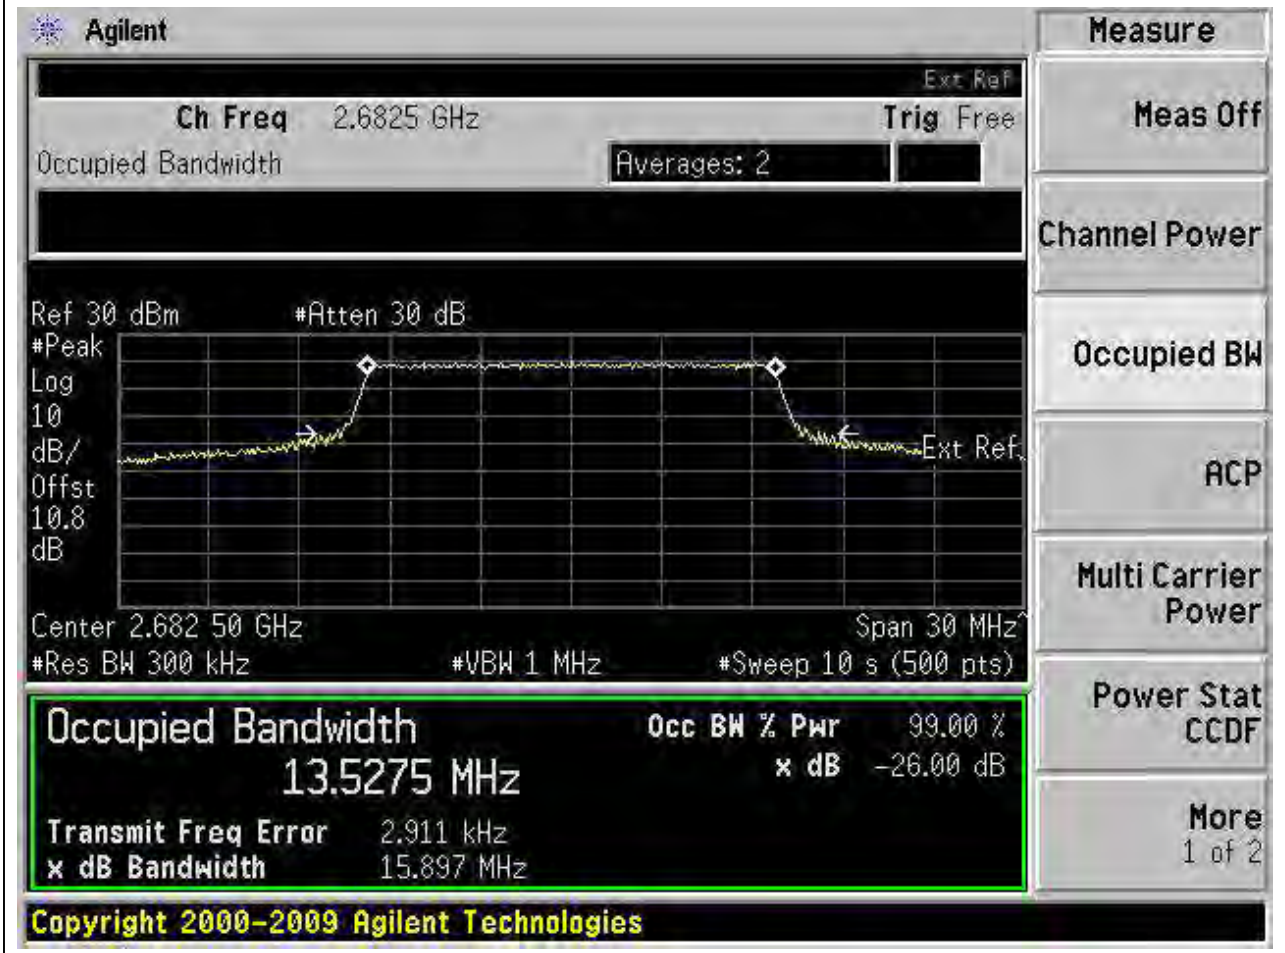 Agilent
Measure
Ext Ref
Ch Freq 2.6825 GHz Trig Free
Meas Off
Occupied Bandwidth Averages: 2
Channel Power
Ref 30 dBm #Atten 30 dB
#Peak
Log
10
dB/
Offst
10.8
dB
Ext Ref
Occupied BW
ACP
Multi Carrier
Power
Center 2.682 50 GHz Span 30 MHz^
#Res BW 300 kHz #VBW 1 MHz #Sweep 10 s (500 pts)
Power Stat
CCDF
Occupied Bandwidth Occ BW % Pwr 99.00 %
13.5275 MHz x dB -26.00 dB
Transmit Freq Error 2.911 kHz
x dB Bandwidth 15.897 MHz
More
1 of 2
Copyright 2000-2009 Agilent Technologies